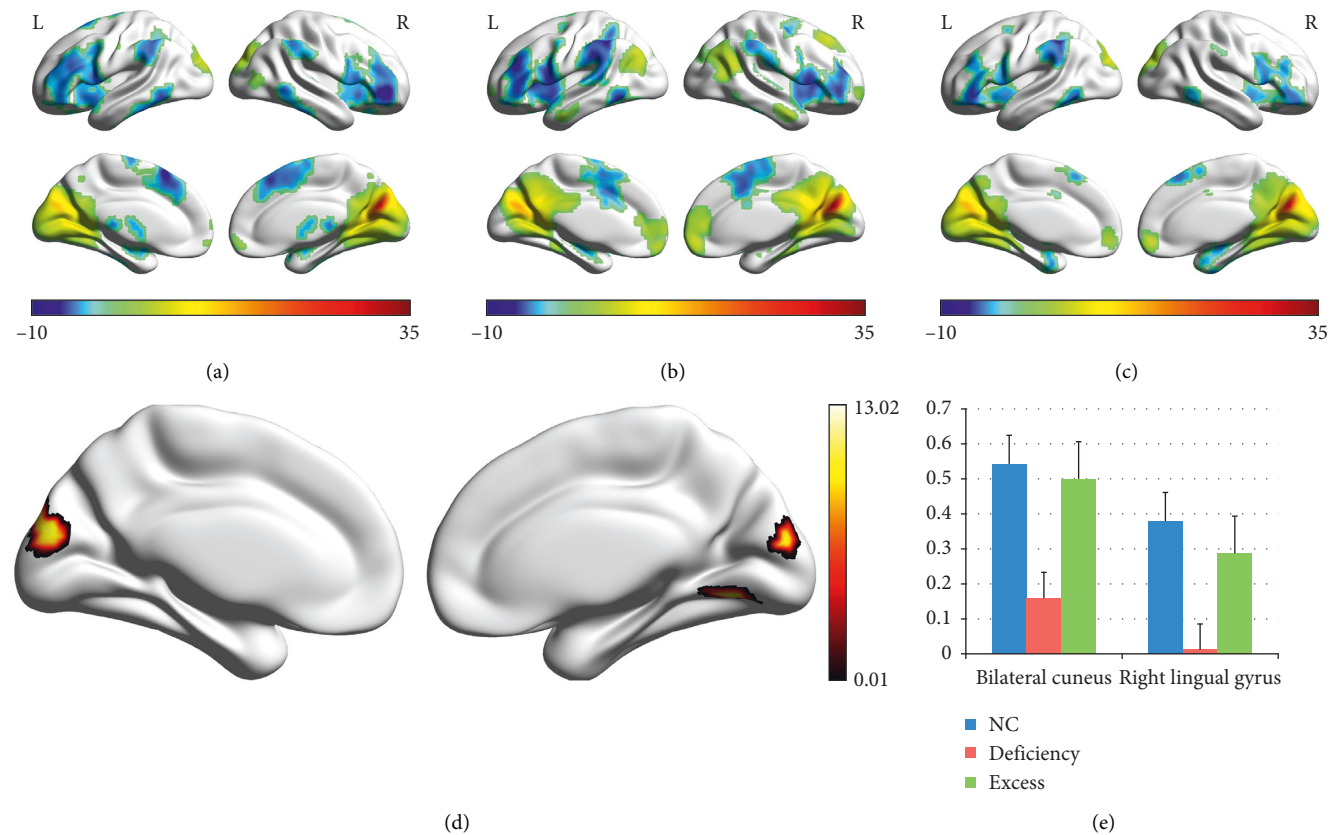 L R
L R
L R
–10 35
–10 35
–10 35
(a)
(b)
(c)
13.02
0.01
(d)
0.7
0.6
0.5
0.4
0.3
0.2
0.1
0
Bilateral cuneus Right lingual gyrus
NC
Deficiency
Excess
(e)